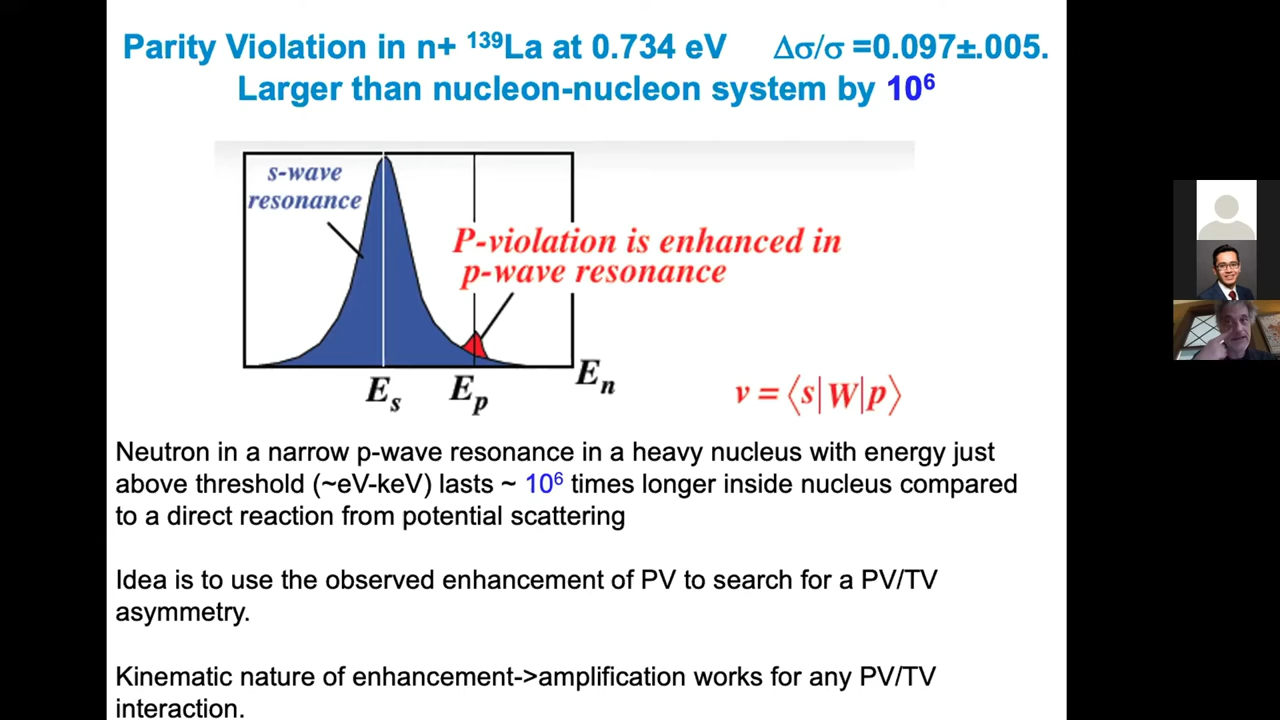 Parity Violation in n+ ¹³⁹La at 0.734 eV Δσ/σ =0.097±.005.
Larger than nucleon-nucleon system by 10⁶
s-wave
resonance
P-violation is enhanced in
p-wave resonance
Eₛ
Eₚ
Eₙ
v = ⟨s|W|p⟩
Neutron in a narrow p-wave resonance in a heavy nucleus with energy just
above threshold (~eV-keV) lasts ~ 10⁶ times longer inside nucleus compared
to a direct reaction from potential scattering
Idea is to use the observed enhancement of PV to search for a PV/TV
asymmetry.
Kinematic nature of enhancement->amplification works for any PV/TV
interaction.